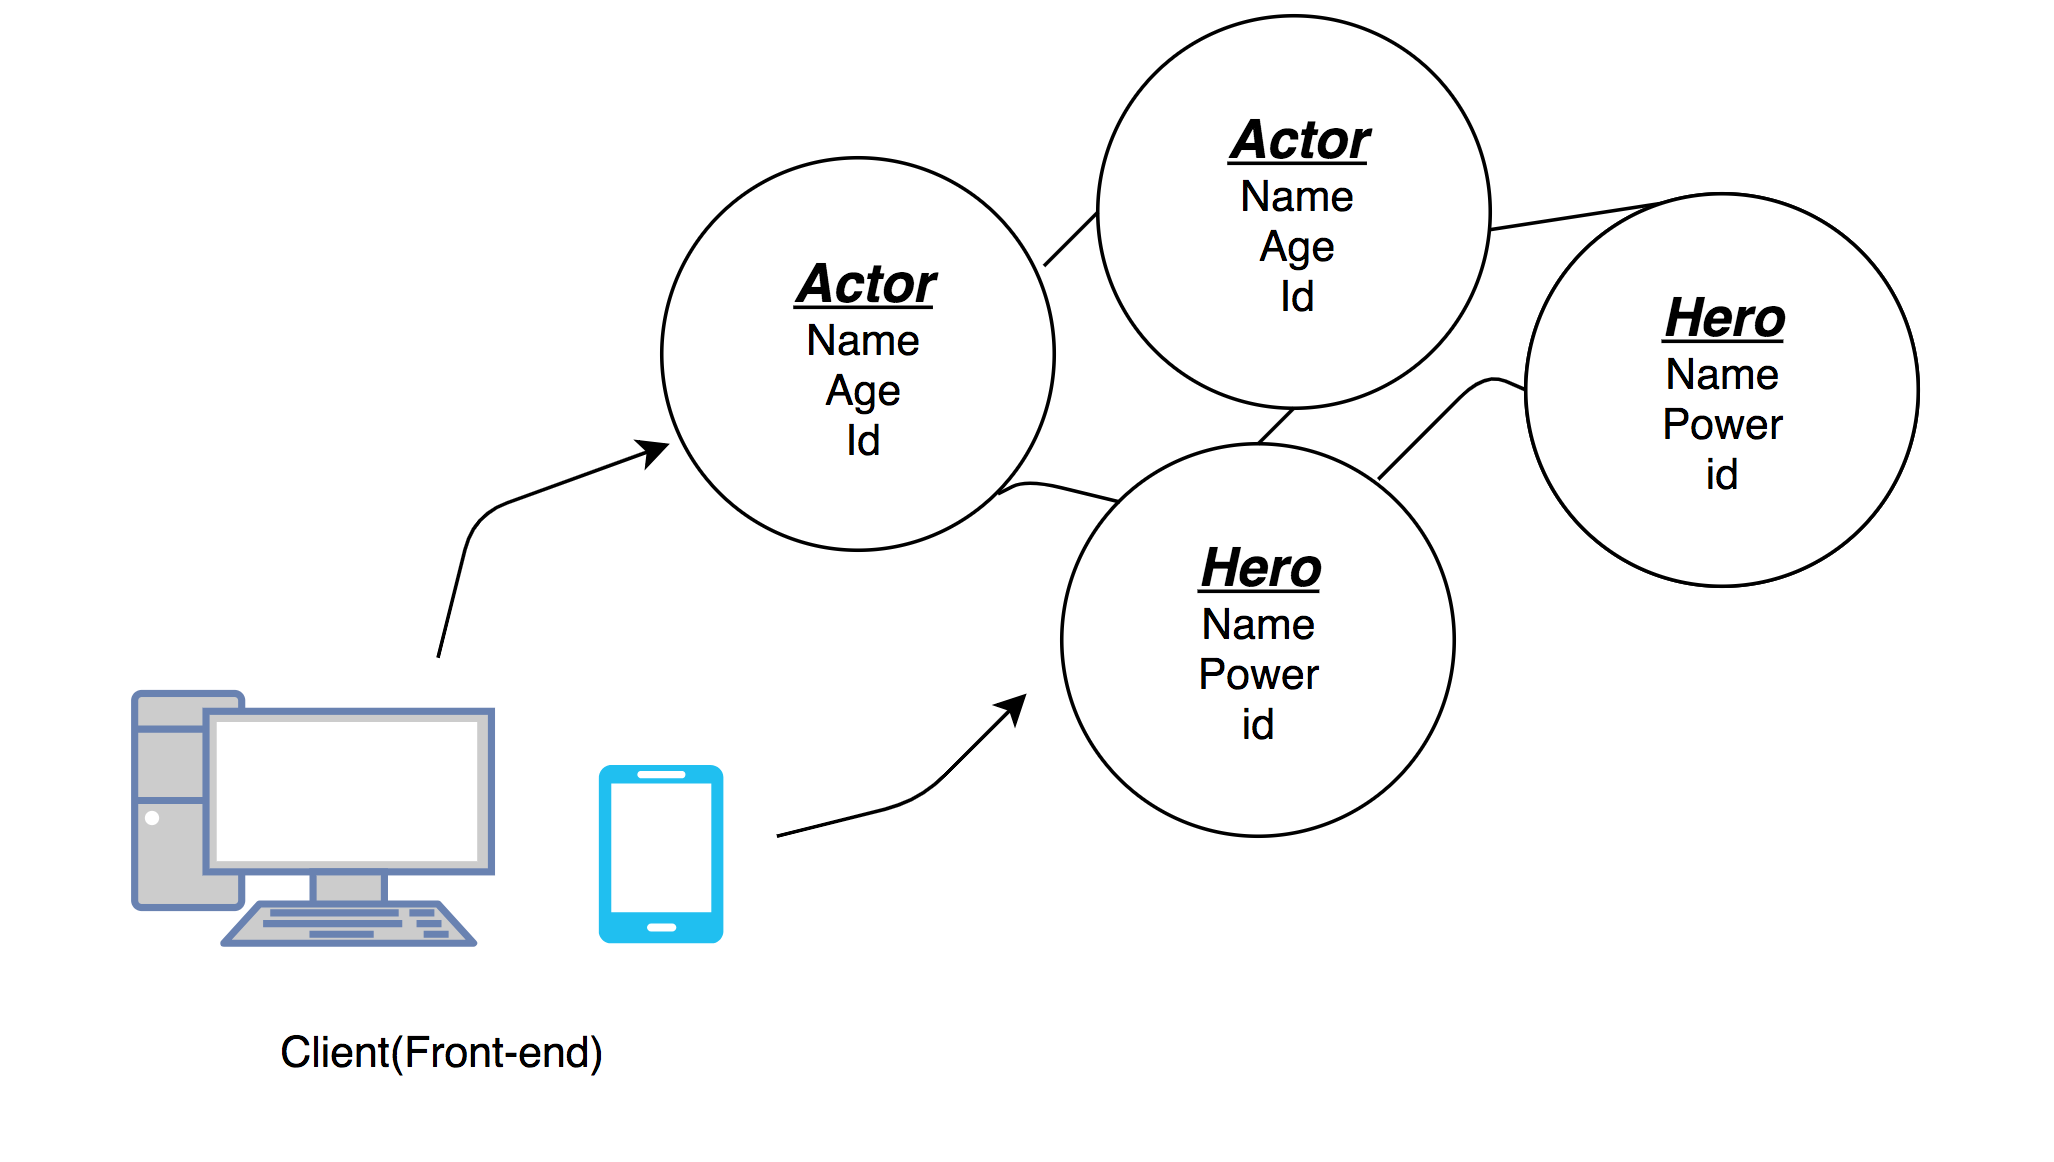 Actor
Name
Age
Id
Actor
Name
Age
Id
Hero
Name
Power
id
Hero
Name
Power
id
Client(Front-end)